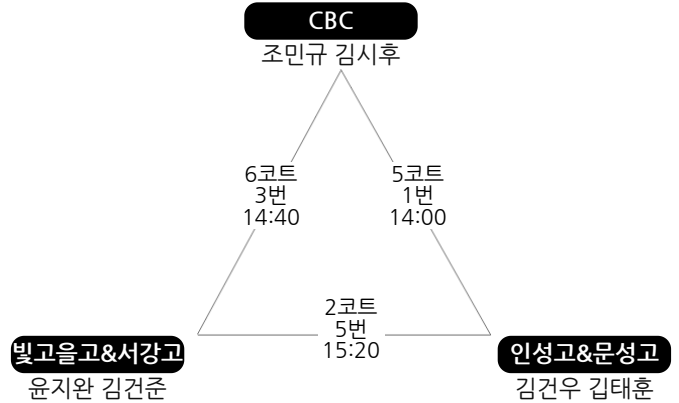 CBC
조민규 김시후
6코트
3번
14:40
5코트
1번
14:00
2코트
5번
15:20
빛고을고&서강고
윤지완 김건준
인성고&문성고
김건우 깁태훈